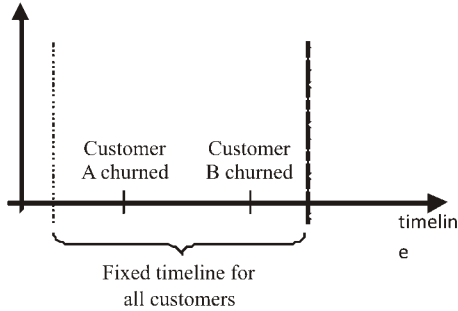 Customer
A churned
Customer
B churned
timelin
e
Fixed timeline for
all customers